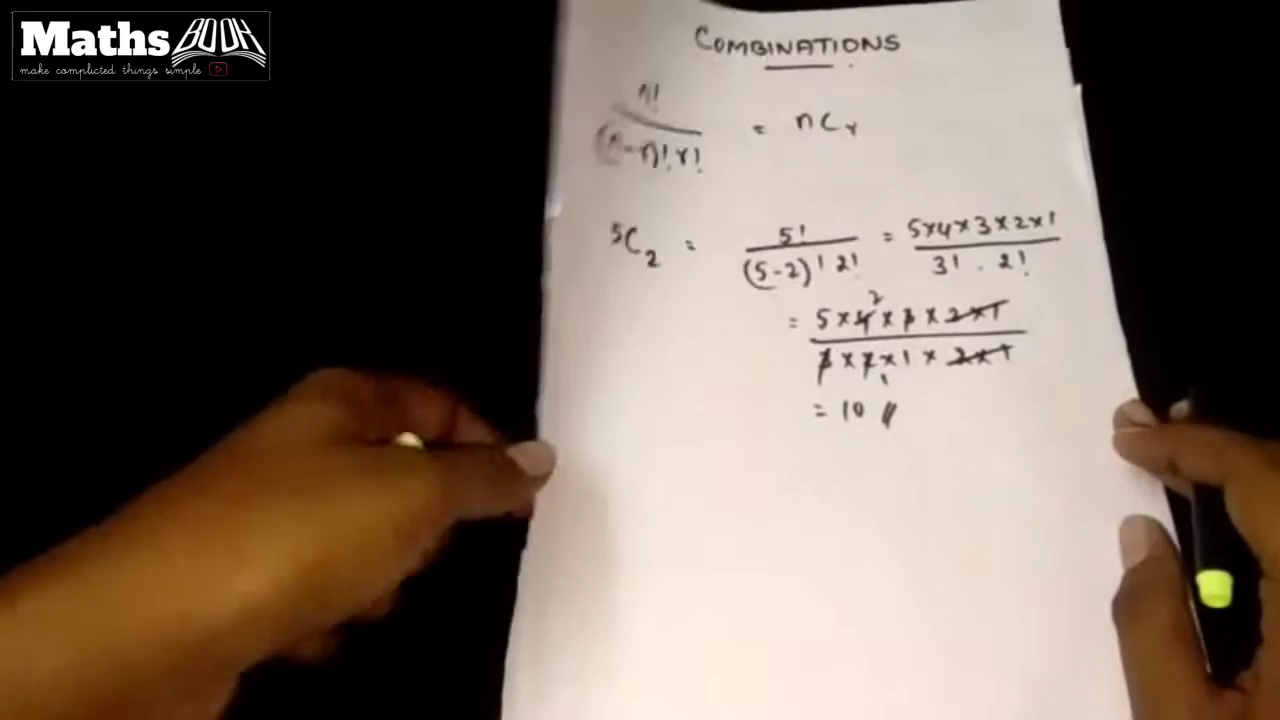 Maths BOOK
make complicted things simple
COMBINATIONS
n! / (n-r)! r! = nCr
5C2 = 5! / (5-2)! 2! = 5×4×3×2×1 / 3! . 2!
= 5×4×3×2×1 / 3×2×1×2×1
= 10 //